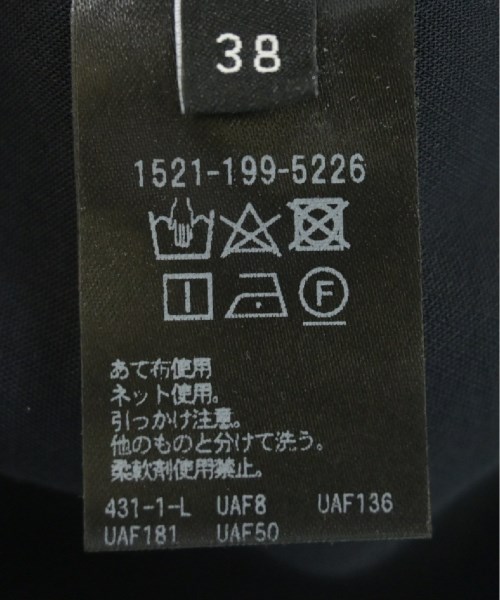 38
1521-199-5226
F
あて布使用
ネット使用。
引っかけ注意。
他のものと分けて洗う。
柔軟剤使用禁止。
431-1-L UAF8 UAF136
UAF181 UAF50